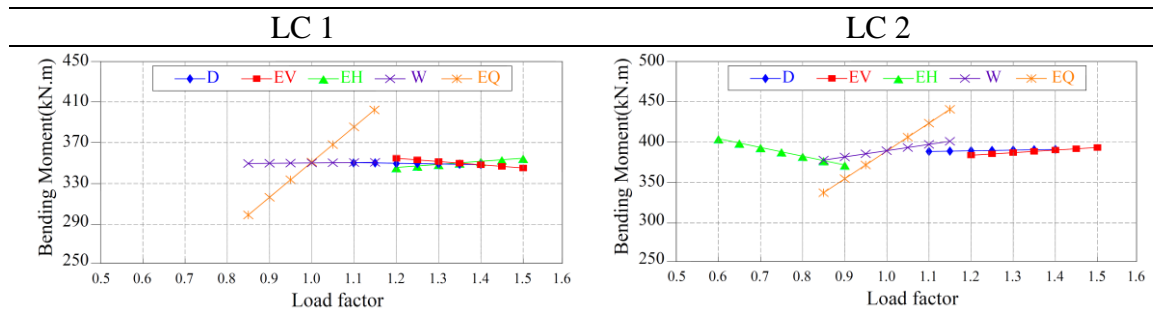 LC 1
LC 2
Bending Moment(kN.m)
450
410
370
330
290
250
D EV EH W EQ
0.5 0.6 0.7 0.8 0.9 1.0 1.1 1.2 1.3 1.4 1.5 1.6
Load factor
Bending Moment(kN.m)
500
450
400
350
300
250
D EV EH W EQ
0.5 0.6 0.7 0.8 0.9 1.0 1.1 1.2 1.3 1.4 1.5 1.6
Load factor